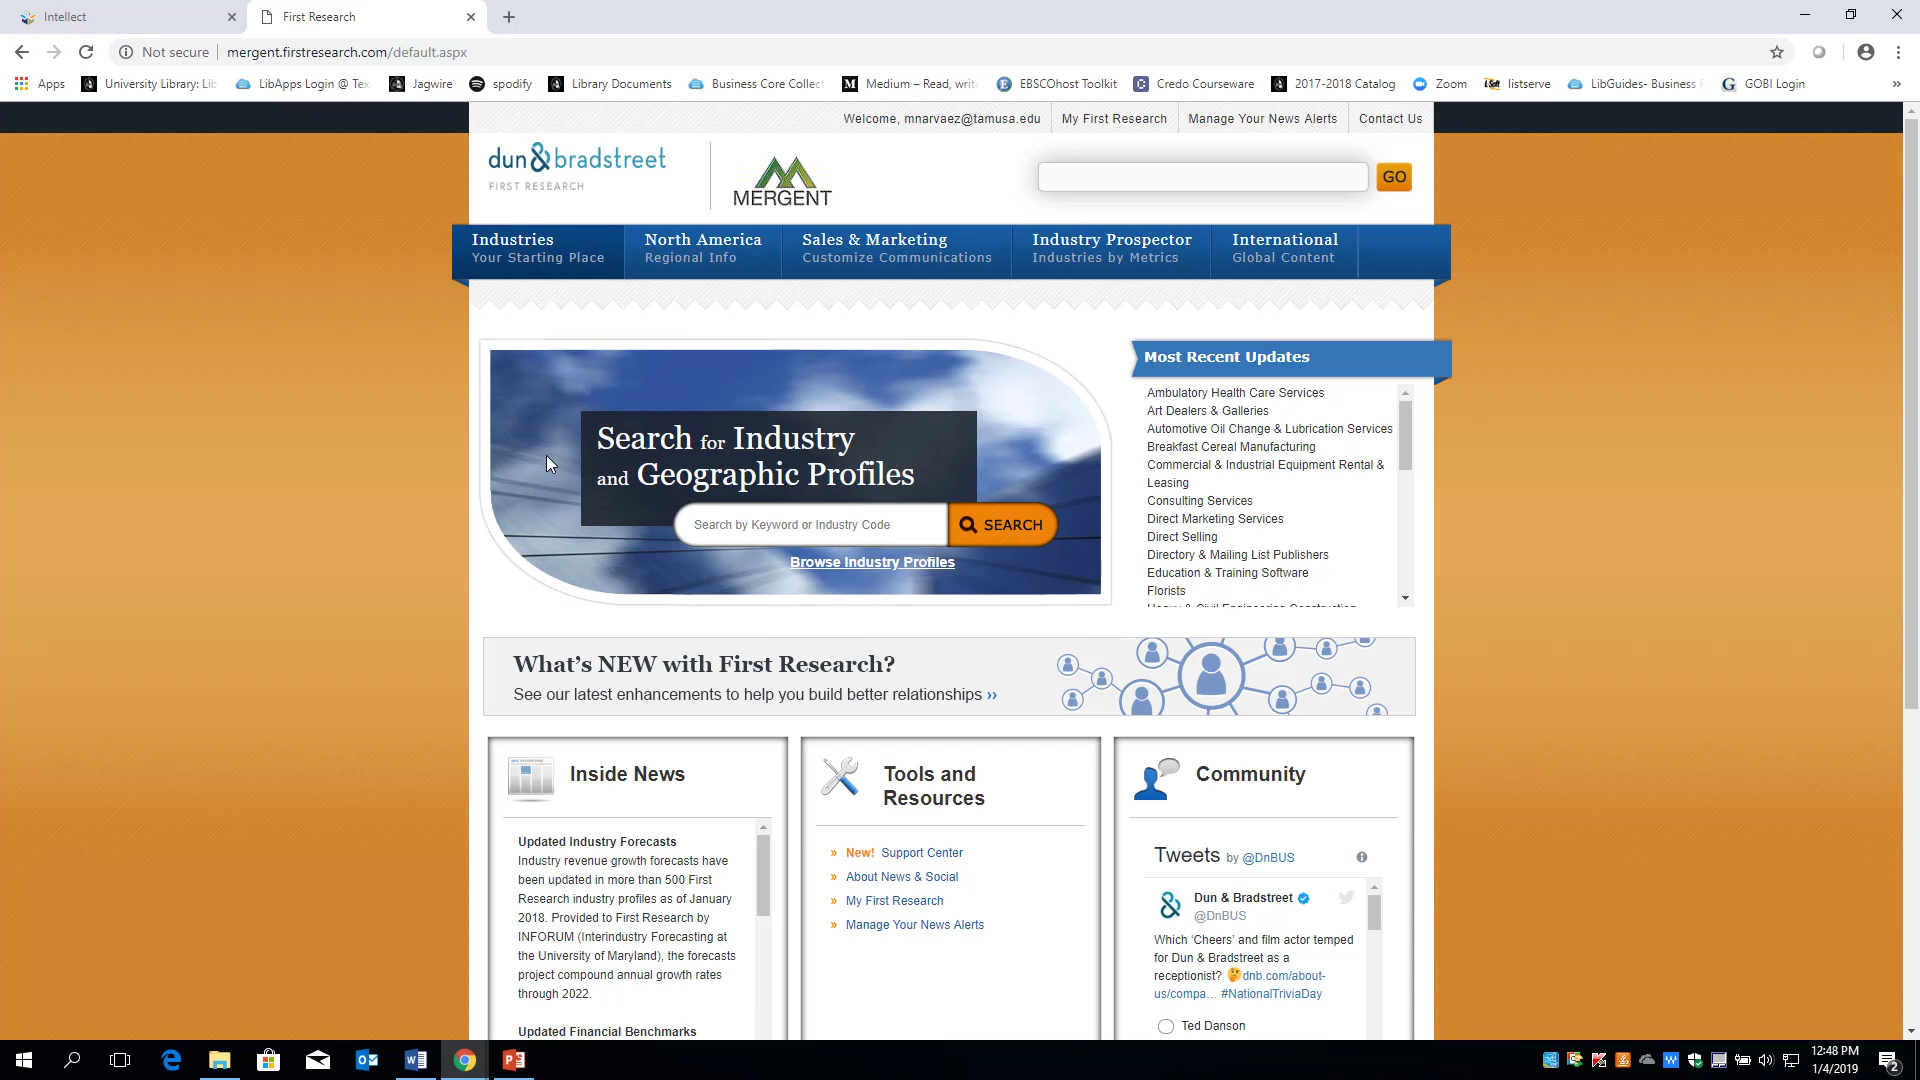 Intellect
First Research
Not secure
mergent.firstresearch.com/default.aspx
Apps
University Library: Lib
LibApps Login @ Tex
Jagwire
spodify
Library Documents
Business Core Collect
Medium – Read, write
EBSCOhost Toolkit
Credo Courseware
2017-2018 Catalog
Zoom
listserve
LibGuides- Business
GOBI Login
Welcome, mnarvaez@tamusa.edu
My First Research
Manage Your News Alerts
Contact Us
dun&bradstreet
FIRST RESEARCH
MERGENT
GO
Industries
Your Starting Place
North America
Regional Info
Sales & Marketing
Customize Communications
Industry Prospector
Industries by Metrics
International
Global Content
Search for Industry
and Geographic Profiles
Search by Keyword or Industry Code
SEARCH
Browse Industry Profiles
Most Recent Updates
Ambulatory Health Care Services
Art Dealers & Galleries
Automotive Oil Change & Lubrication Services
Breakfast Cereal Manufacturing
Commercial & Industrial Equipment Rental &
Leasing
Consulting Services
Direct Marketing Services
Direct Selling
Directory & Mailing List Publishers
Education & Training Software
Florists
Heavy & Civil Engineering Construction
What's NEW with First Research?
See our latest enhancements to help you build better relationships ››
Inside News
Updated Industry Forecasts
Industry revenue growth forecasts have
been updated in more than 500 First
Research industry profiles as of January
2018. Provided to First Research by
INFORUM (Interindustry Forecasting at
the University of Maryland), the forecasts
project compound annual growth rates
through 2022.
Updated Financial Benchmarks
Tools and
Resources
» New! Support Center
» About News & Social
» My First Research
» Manage Your News Alerts
Community
Tweets by @DnBUS
Dun & Bradstreet
@DnBUS
Which 'Cheers' and film actor temped
for Dun & Bradstreet as a
receptionist? 🤔dnb.com/about-
us/compa… #NationalTriviaDay
Ted Danson
12:48 PM
1/4/2019
2